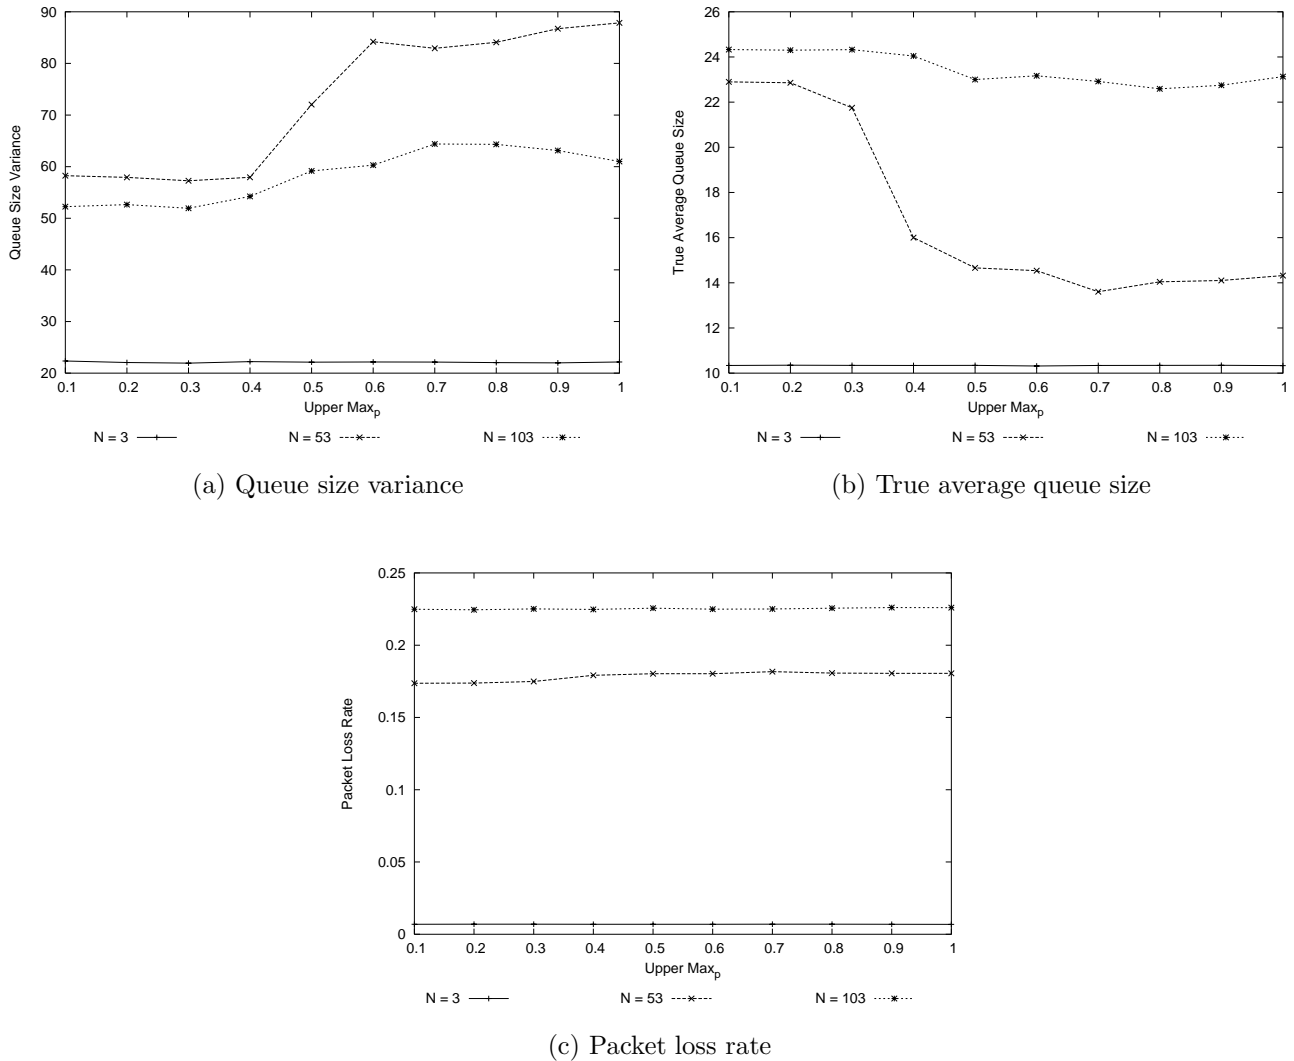 90
80
70
60
50
40
30
20
Queue Size Variance
0.1 0.2 0.3 0.4 0.5 0.6 0.7 0.8 0.9 1
Upper Max_p
N = 3 N = 53 N = 103
(a) Queue size variance
26
24
22
20
18
16
14
12
10
True Average Queue Size
0.1 0.2 0.3 0.4 0.5 0.6 0.7 0.8 0.9 1
Upper Max_p
N = 3 N = 53 N = 103
(b) True average queue size
0.25
0.2
0.15
0.1
0.05
0
Packet Loss Rate
0.1 0.2 0.3 0.4 0.5 0.6 0.7 0.8 0.9 1
Upper Max_p
N = 3 N = 53 N = 103
(c) Packet loss rate